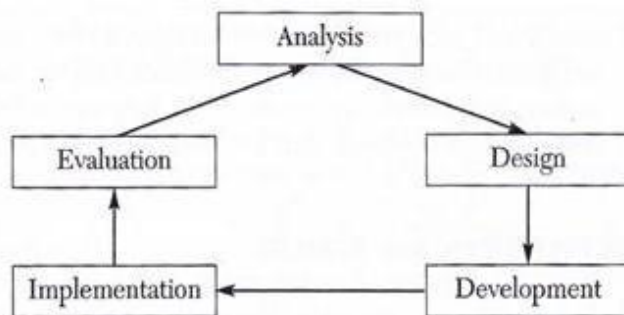 Analysis
Evaluation
Design
Implementation
Development